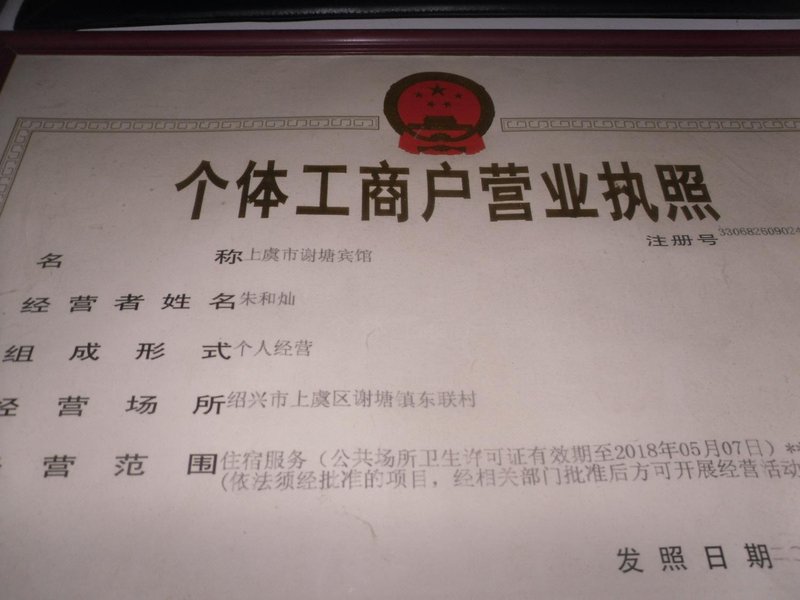 个体工商户营业执照
注册号 330682609024
名 称 上虞市谢塘宾馆
经营者姓名 朱和灿
组成形式 个人经营
经营场所 绍兴市上虞区谢塘镇东联村
营范围 住宿服务（公共场所卫生许可证有效期至2018年05月07日）**
(依法须经批准的项目，经相关部门批准后方可开展经营活动
发照日期